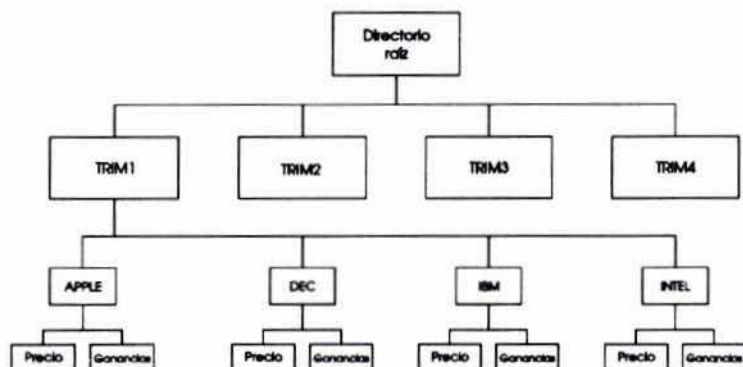 Directorio
raíz
TRIM1
TRIM2
TRIM3
TRIM4
APPLE
DEC
IBM
INTEL
Precio
Ganancias
Precio
Ganancias
Precio
Ganancias
Precio
Ganancias